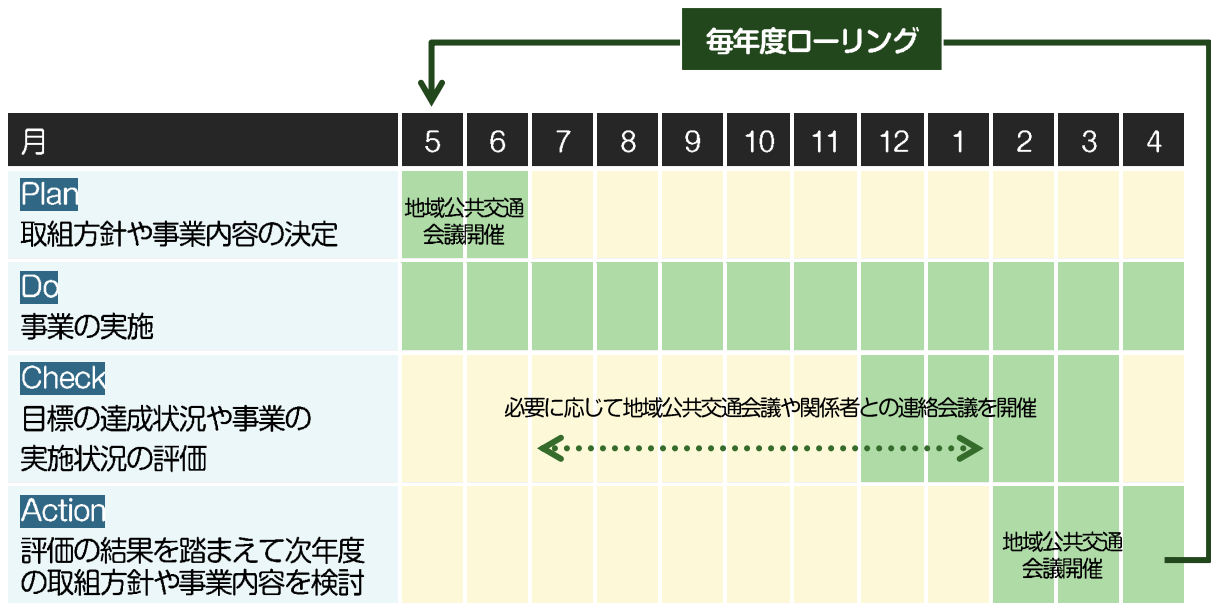 毎年度ローリング
月 5 6 7 8 9 10 11 12 1 2 3 4
Plan
取組方針や事業内容の決定
地域公共交通
会議開催
Do
事業の実施
Check
目標の達成状況や事業の
実施状況の評価
必要に応じて地域公共交通会議や関係者との連絡会議を開催
Action
評価の結果を踏まえて次年度
の取組方針や事業内容を検討
地域公共交通
会議開催